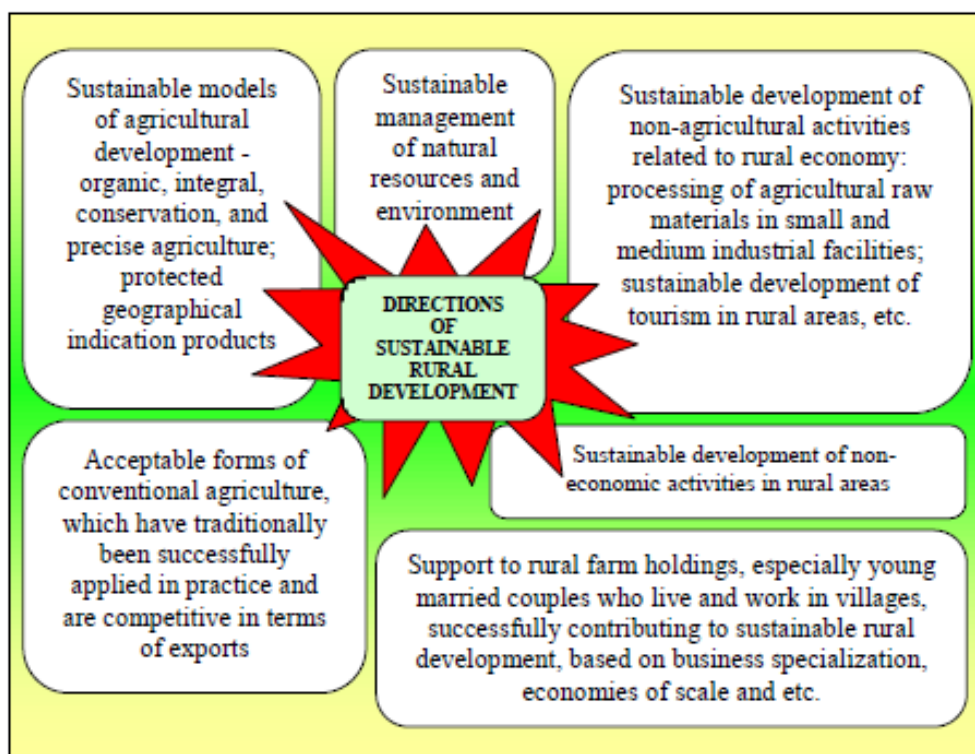 Sustainable models
of agricultural
development -
organic, integral,
conservation, and
precise agriculture;
protected
geographical
indication products
Sustainable
management
of natural
resources and
environment
Sustainable development of
non-agricultural activities
related to rural economy:
processing of agricultural raw
materials in small and
medium industrial facilities;
sustainable development of
tourism in rural areas, etc.
DIRECTIONS
OF
SUSTAINABLE
RURAL
DEVELOPMENT
Acceptable forms of
conventional agriculture,
which have traditionally
been successfully
applied in practice and
are competitive in terms
of exports
Sustainable development of non-
economic activities in rural areas
Support to rural farm holdings, especially young
married couples who live and work in villages,
successfully contributing to sustainable rural
development, based on business specialization,
economies of scale and etc.